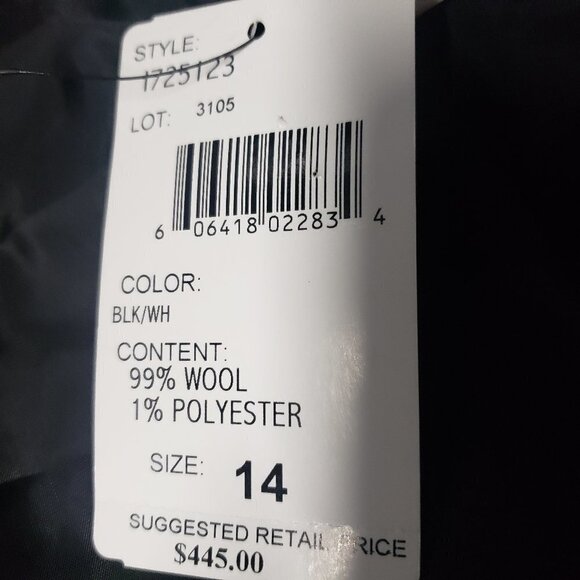 STYLE:
1725123
LOT: 3105
6 06418 02283 4
COLOR:
BLK/WH
CONTENT:
99% WOOL
1% POLYESTER
SIZE: 14
SUGGESTED RETAIL PRICE
$445.00